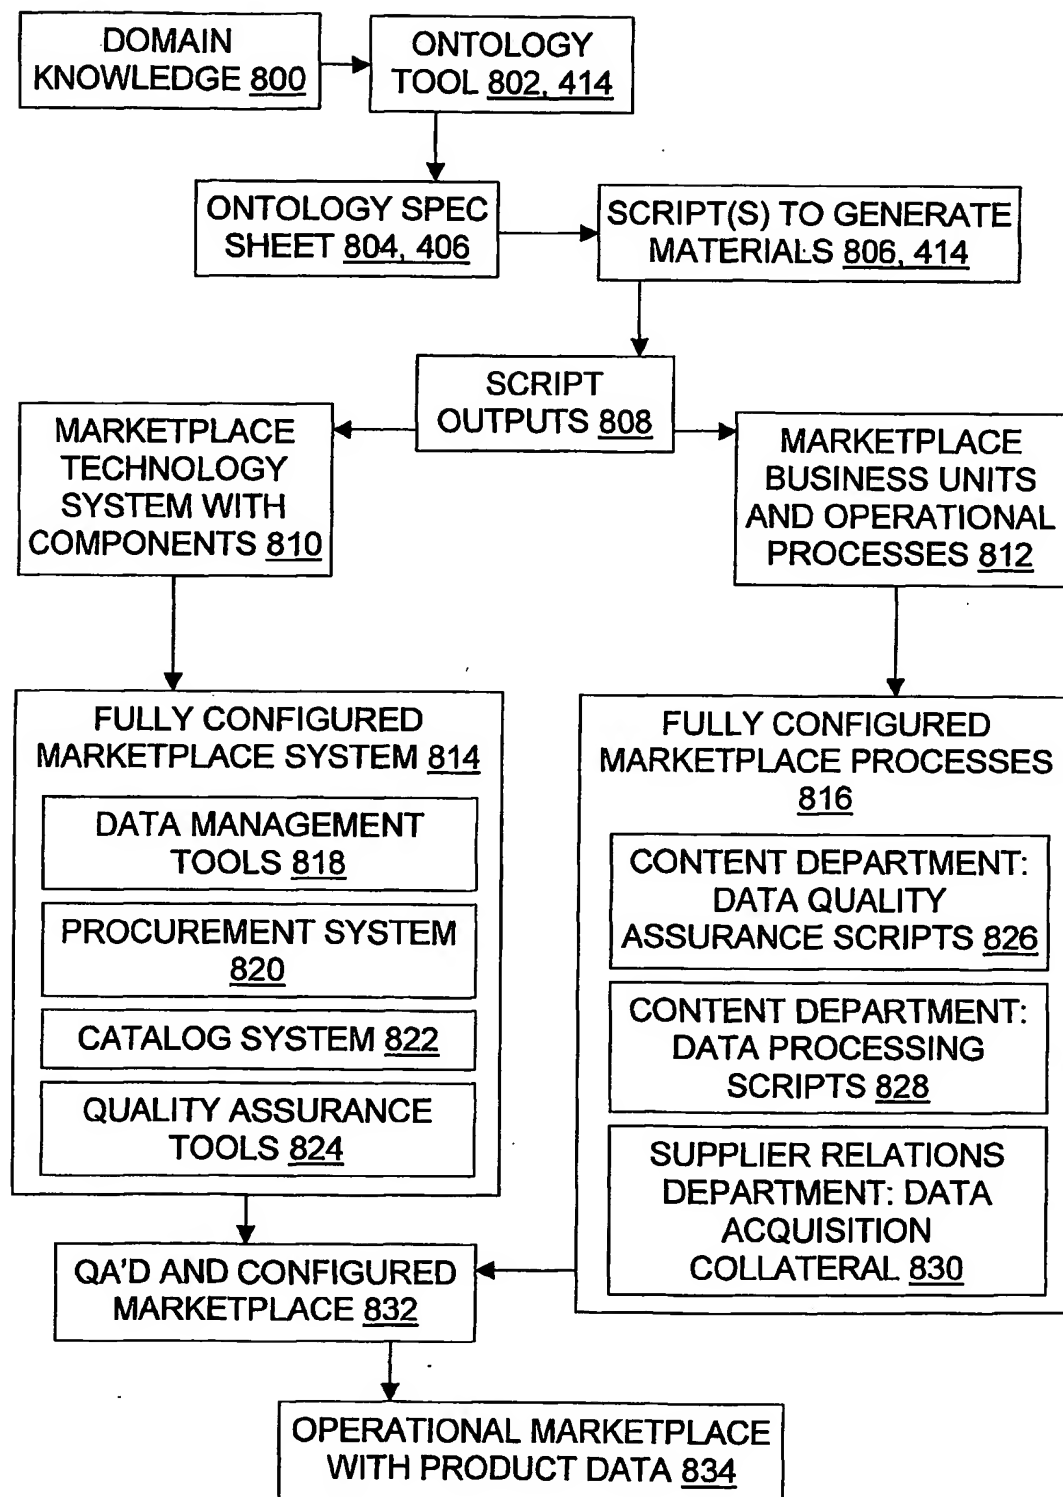 DOMAIN
KNOWLEDGE 800
ONTOLOGY
TOOL 802, 414
ONTOLOGY SPEC
SHEET 804, 406
SCRIPT(S) TO GENERATE
MATERIALS 806, 414
SCRIPT
OUTPUTS 808
MARKETPLACE
TECHNOLOGY
SYSTEM WITH
COMPONENTS 810
MARKETPLACE
BUSINESS UNITS
AND OPERATIONAL
PROCESSES 812
FULLY CONFIGURED
MARKETPLACE SYSTEM 814
DATA MANAGEMENT
TOOLS 818
PROCUREMENT SYSTEM
820
CATALOG SYSTEM 822
QUALITY ASSURANCE
TOOLS 824
FULLY CONFIGURED
MARKETPLACE PROCESSES
816
CONTENT DEPARTMENT:
DATA QUALITY
ASSURANCE SCRIPTS 826
CONTENT DEPARTMENT:
DATA PROCESSING
SCRIPTS 828
SUPPLIER RELATIONS
DEPARTMENT: DATA
ACQUISITION
COLLATERAL 830
QA'D AND CONFIGURED
MARKETPLACE 832
OPERATIONAL MARKETPLACE
WITH PRODUCT DATA 834